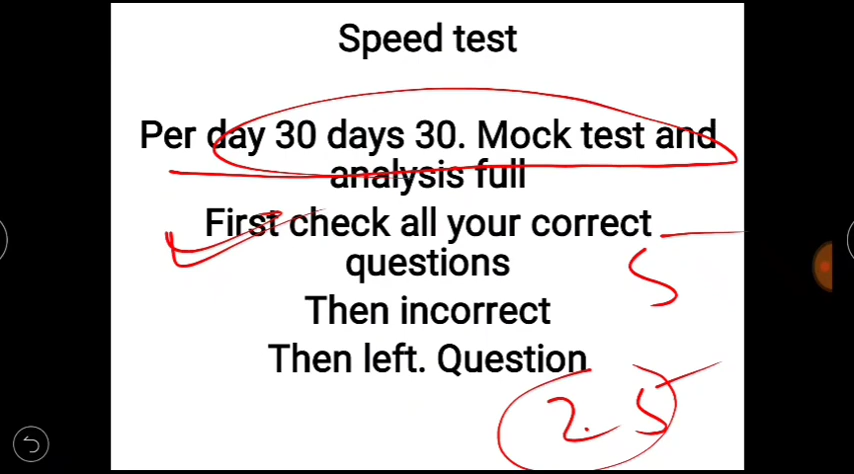 Speed test
Per day 30 days 30. Mock test and
analysis full
First check all your correct
questions
5
Then incorrect
Then left. Question
2.5